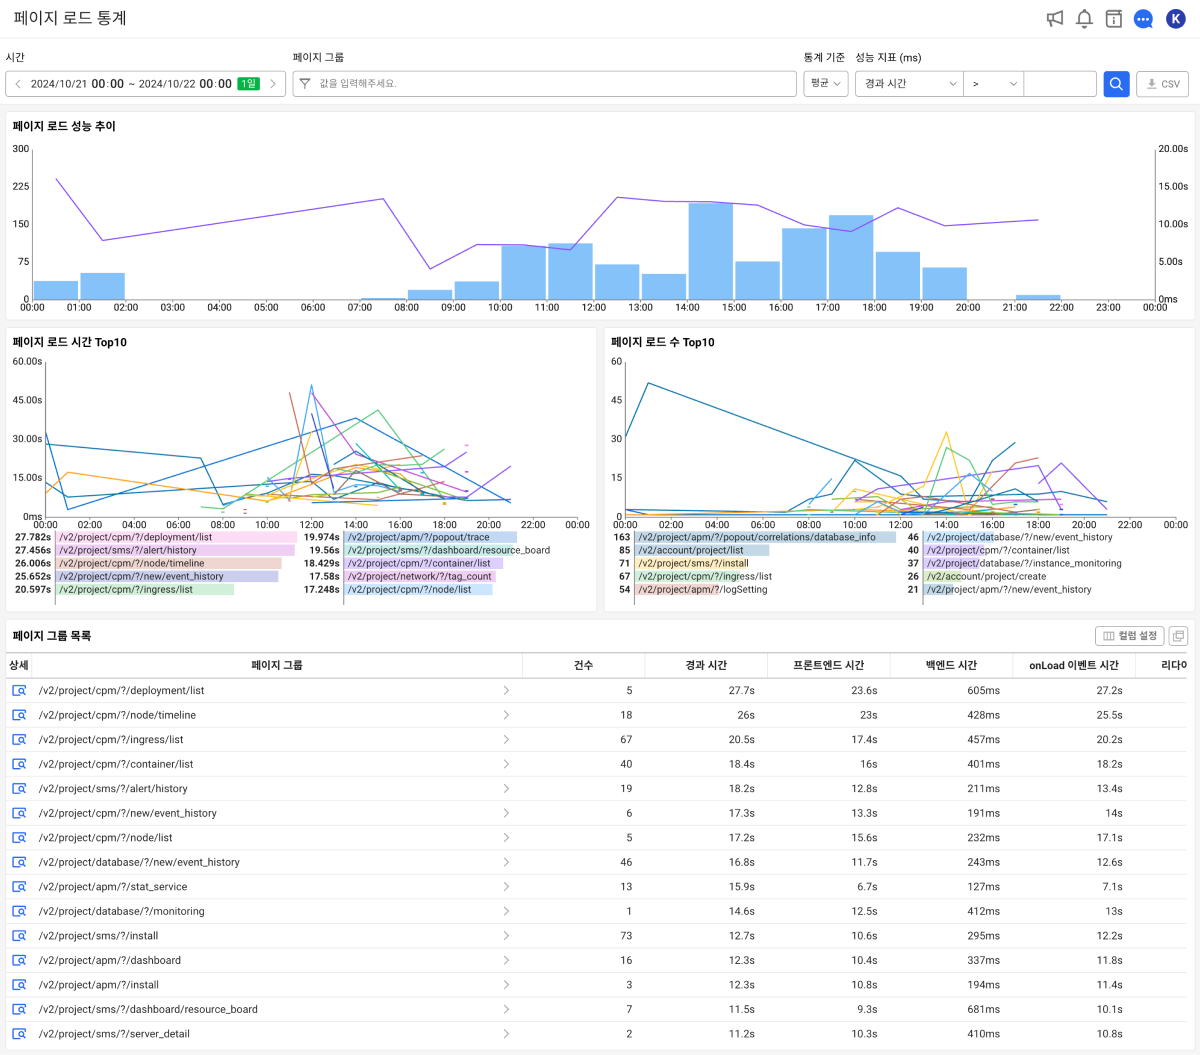 페이지 로드 통계
K
시간
페이지 그룹
통계 기준
성능 지표 (ms)
2024/10/21 00:00 ~ 2024/10/22 00:00 1일
값을 입력해주세요.
평균
경과 시간
>
CSV
페이지 로드 성능 추이
300
225
150
75
0
20.00s
15.00s
10.00s
5.00s
0ms
00:00 01:00 02:00 03:00 04:00 05:00 06:00 07:00 08:00 09:00 10:00 11:00 12:00 13:00 14:00 15:00 16:00 17:00 18:00 19:00 20:00 21:00 22:00 23:00 00:00
페이지 로드 시간 Top10
60.00s
45.00s
30.00s
15.00s
0ms
00:00 02:00 04:00 06:00 08:00 10:00 12:00 14:00 16:00 18:00 20:00 22:00 00:00
27.782s /v2/project/cpm/?/deployment/list
27.456s /v2/project/sms/?/alert/history
26.006s /v2/project/cpm/?/node/timeline
25.652s /v2/project/cpm/?/new/event_history
20.597s /v2/project/cpm/?/ingress/list
19.974s /v2/project/apm/?/popout/trace
19.56s /v2/project/sms/?/dashboard/resource_board
18.429s /v2/project/cpm/?/container/list
17.58s /v2/project/network/?/tag_count
17.248s /v2/project/cpm/?/node/list
페이지 로드 수 Top10
60
45
30
15
0
00:00 02:00 04:00 06:00 08:00 10:00 12:00 14:00 16:00 18:00 20:00 22:00 00:00
163 /v2/project/apm/?/popout/correlations/database_info
85 /v2/account/project/list
71 /v2/project/sms/?/install
67 /v2/project/cpm/?/ingress/list
54 /v2/project/apm/?/logSetting
46 /v2/project/database/?/new/event_history
40 /v2/project/cpm/?/container/list
37 /v2/project/database/?/instance_monitoring
26 /v2/account/project/create
21 /v2/project/apm/?/new/event_history
페이지 그룹 목록
컬럼 설정
상세 페이지 그룹 건수 경과 시간 프론트엔드 시간 백엔드 시간 onLoad 이벤트 시간 리다이
/v2/project/cpm/?/deployment/list 5 27.7s 23.6s 605ms 27.2s
/v2/project/cpm/?/node/timeline 18 26s 23s 428ms 25.5s
/v2/project/cpm/?/ingress/list 67 20.5s 17.4s 457ms 20.2s
/v2/project/cpm/?/container/list 40 18.4s 16s 401ms 18.2s
/v2/project/sms/?/alert/history 19 18.2s 12.8s 211ms 13.4s
/v2/project/cpm/?/new/event_history 6 17.3s 13.3s 191ms 14s
/v2/project/cpm/?/node/list 5 17.2s 15.6s 232ms 17.1s
/v2/project/database/?/new/event_history 46 16.8s 11.7s 243ms 12.6s
/v2/project/apm/?/stat_service 13 15.9s 6.7s 127ms 7.1s
/v2/project/database/?/monitoring 1 14.6s 12.5s 412ms 13s
/v2/project/sms/?/install 73 12.7s 10.6s 295ms 12.2s
/v2/project/apm/?/dashboard 16 12.3s 10.4s 337ms 11.8s
/v2/project/apm/?/install 3 12.3s 10.8s 194ms 11.4s
/v2/project/sms/?/dashboard/resource_board 7 11.5s 9.3s 681ms 10.1s
/v2/project/sms/?/server_detail 2 11.2s 10.3s 410ms 10.8s